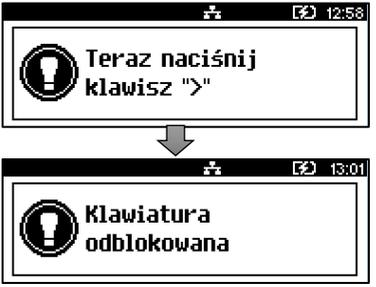 12:58
Teraz naciśnij
klawisz ">"
13:01
Klawiatura
odblokowana